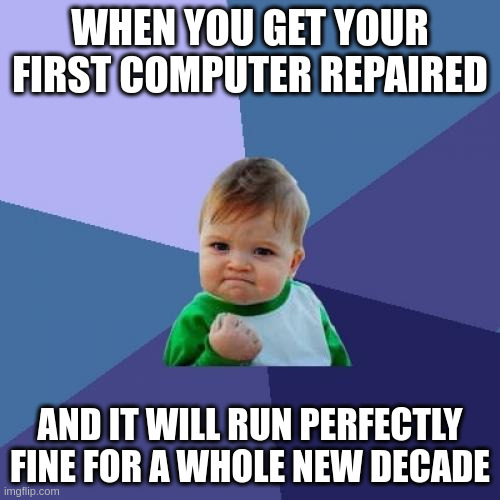 WHEN YOU GET YOUR
FIRST COMPUTER REPAIRED
AND IT WILL RUN PERFECTLY
FINE FOR A WHOLE NEW DECADE
imgflip.com